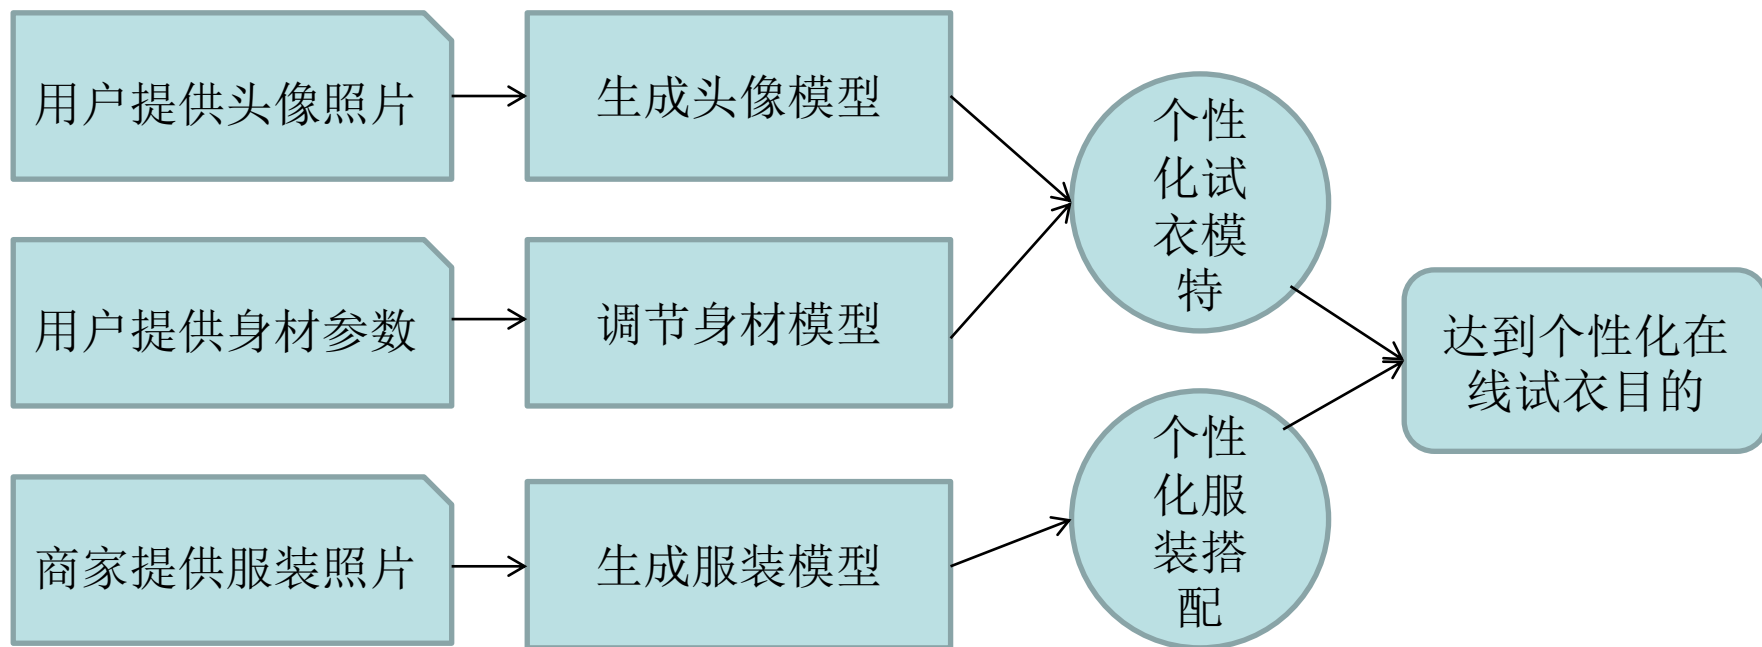 用户提供头像照片
生成头像模型
个性
化试
衣模
特
用户提供身材参数
调节身材模型
达到个性化在
线试衣目的
商家提供服装照片
生成服装模型
个性
化服
装搭
配